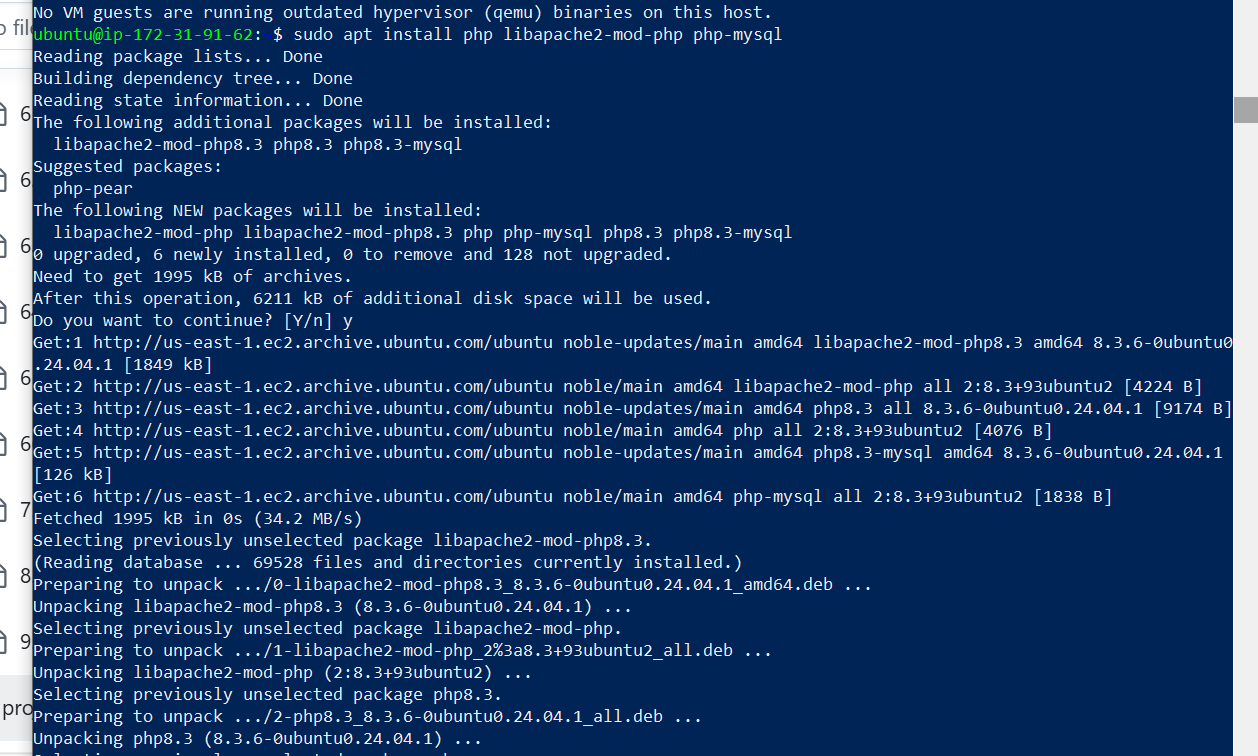 No VM guests are running outdated hypervisor (qemu) binaries on this host.
ubuntu@ip-172-31-91-62:~$ sudo apt install php libapache2-mod-php php-mysql
Reading package lists... Done
Building dependency tree... Done
Reading state information... Done
The following additional packages will be installed:
  libapache2-mod-php8.3 php8.3 php8.3-mysql
Suggested packages:
  php-pear
The following NEW packages will be installed:
  libapache2-mod-php libapache2-mod-php8.3 php php-mysql php8.3 php8.3-mysql
0 upgraded, 6 newly installed, 0 to remove and 128 not upgraded.
Need to get 1995 kB of archives.
After this operation, 6211 kB of additional disk space will be used.
Do you want to continue? [Y/n] y
Get:1 http://us-east-1.ec2.archive.ubuntu.com/ubuntu noble-updates/main amd64 libapache2-mod-php8.3 amd64 8.3.6-0ubuntu0
.24.04.1 [1849 kB]
Get:2 http://us-east-1.ec2.archive.ubuntu.com/ubuntu noble/main amd64 libapache2-mod-php all 2:8.3+93ubuntu2 [4224 B]
Get:3 http://us-east-1.ec2.archive.ubuntu.com/ubuntu noble-updates/main amd64 php8.3 all 8.3.6-0ubuntu0.24.04.1 [9174 B]
Get:4 http://us-east-1.ec2.archive.ubuntu.com/ubuntu noble/main amd64 php all 2:8.3+93ubuntu2 [4076 B]
Get:5 http://us-east-1.ec2.archive.ubuntu.com/ubuntu noble-updates/main amd64 php8.3-mysql amd64 8.3.6-0ubuntu0.24.04.1
[126 kB]
Get:6 http://us-east-1.ec2.archive.ubuntu.com/ubuntu noble/main amd64 php-mysql all 2:8.3+93ubuntu2 [1838 B]
Fetched 1995 kB in 0s (34.2 MB/s)
Selecting previously unselected package libapache2-mod-php8.3.
(Reading database ... 69528 files and directories currently installed.)
Preparing to unpack .../0-libapache2-mod-php8.3_8.3.6-0ubuntu0.24.04.1_amd64.deb ...
Unpacking libapache2-mod-php8.3 (8.3.6-0ubuntu0.24.04.1) ...
Selecting previously unselected package libapache2-mod-php.
Preparing to unpack .../1-libapache2-mod-php_2%3a8.3+93ubuntu2_all.deb ...
Unpacking libapache2-mod-php (2:8.3+93ubuntu2) ...
Selecting previously unselected package php8.3.
Preparing to unpack .../2-php8.3_8.3.6-0ubuntu0.24.04.1_all.deb ...
Unpacking php8.3 (8.3.6-0ubuntu0.24.04.1) ...
6
6
6
6
6
6
7
8
9
pro